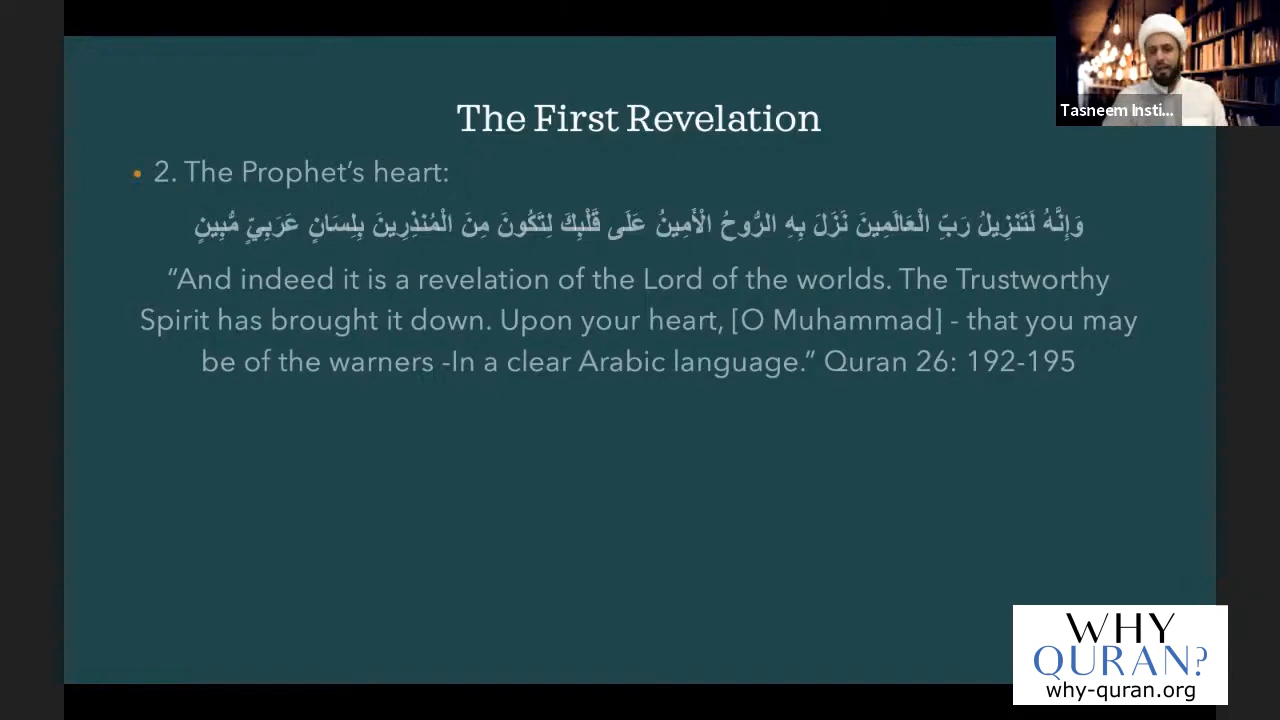 Tasneem Insti...
The First Revelation
• 2. The Prophet’s heart:
وَإِنَّهُ لَتَنزِيلُ رَبِّ الْعَالَمِينَ نَزَلَ بِهِ الرُّوحُ الْأَمِينُ عَلَى قَلْبِكَ لِتَكُونَ مِنَ الْمُنذِرِينَ بِلِسَانٍ عَرَبِيٍّ مُّبِينٍ
“And indeed it is a revelation of the Lord of the worlds. The Trustworthy
Spirit has brought it down. Upon your heart, [O Muhammad] - that you may
be of the warners -In a clear Arabic language.” Quran 26: 192-195
WHY
QURAN?
why-quran.org